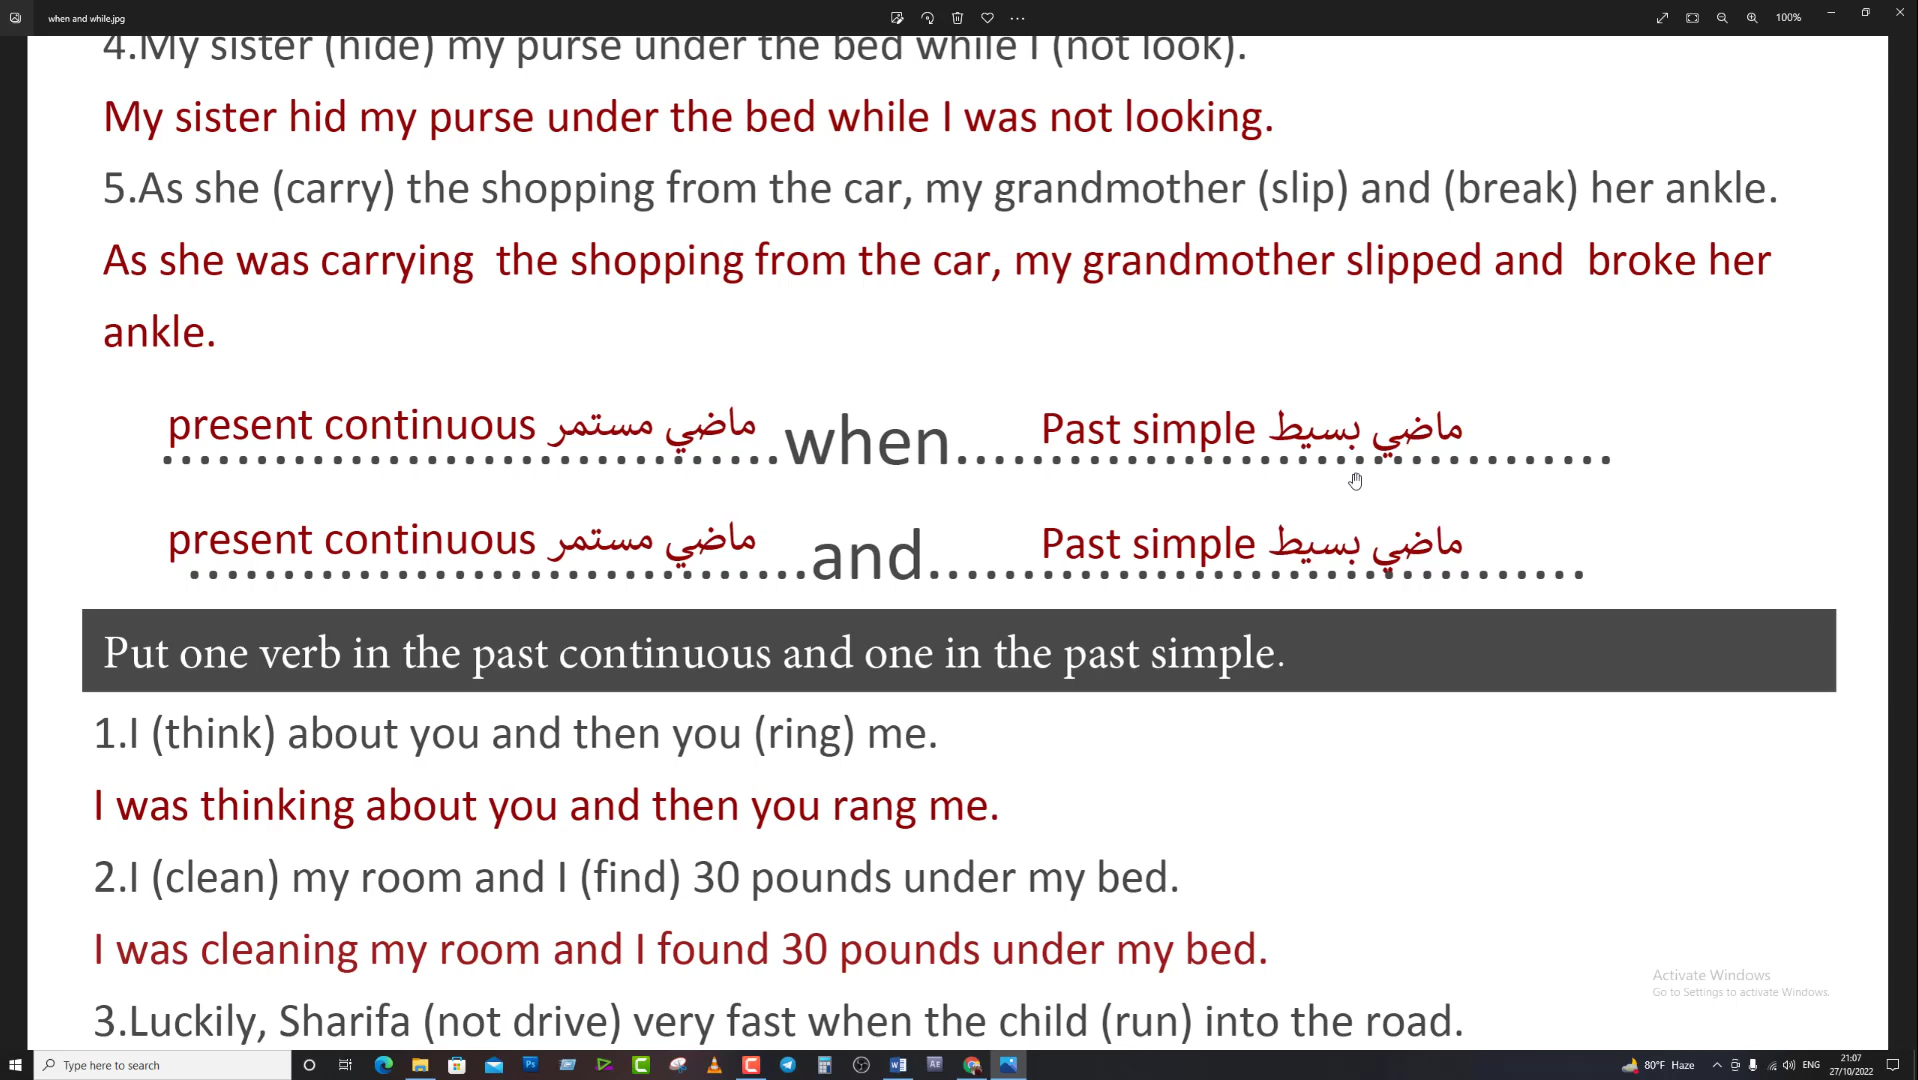 when and while.jpg
100%
4.My sister (hide) my purse under the bed while I (not look).
My sister hid my purse under the bed while I was not looking.
5.As she (carry) the shopping from the car, my grandmother (slip) and (break) her ankle.
As she was carrying the shopping from the car, my grandmother slipped and broke her
ankle.
present continuous ماضي مستمر when Past simple ماضي بسيط
present continuous ماضي مستمر and Past simple ماضي بسيط
Put one verb in the past continuous and one in the past simple.
1.I (think) about you and then you (ring) me.
I was thinking about you and then you rang me.
2.I (clean) my room and I (find) 30 pounds under my bed.
I was cleaning my room and I found 30 pounds under my bed.
3.Luckily, Sharifa (not drive) very fast when the child (run) into the road.
Activate Windows
Go to Settings to activate Windows.
Type here to search
Ps
W
AE
80°F Haze
ENG
21:07
27/10/2022